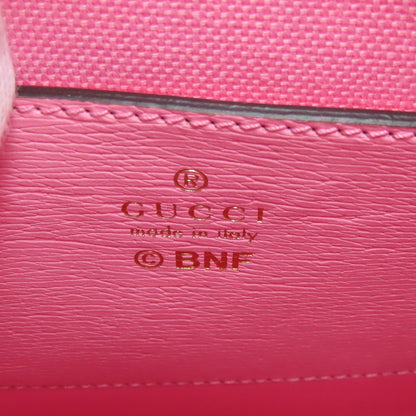 ®
GUCCI
made in italy
© BNF